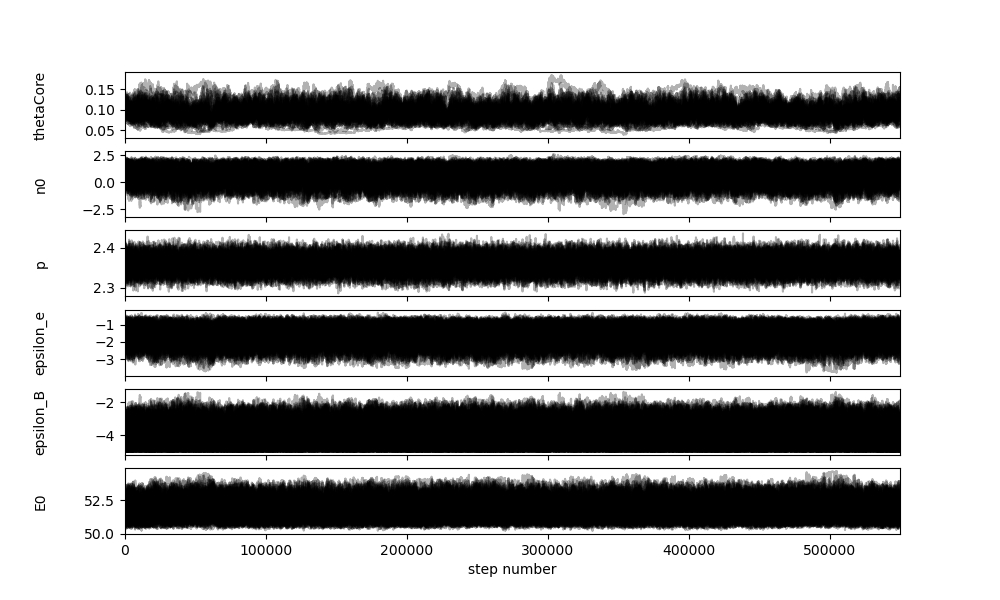 thetaCore
0.15
0.10
0.05
n0
2.5
0.0
−2.5
p
2.4
2.3
epsilon_e
−1
−2
−3
epsilon_B
−2
−4
E0
52.5
50.0
0 100000 200000 300000 400000 500000
step number